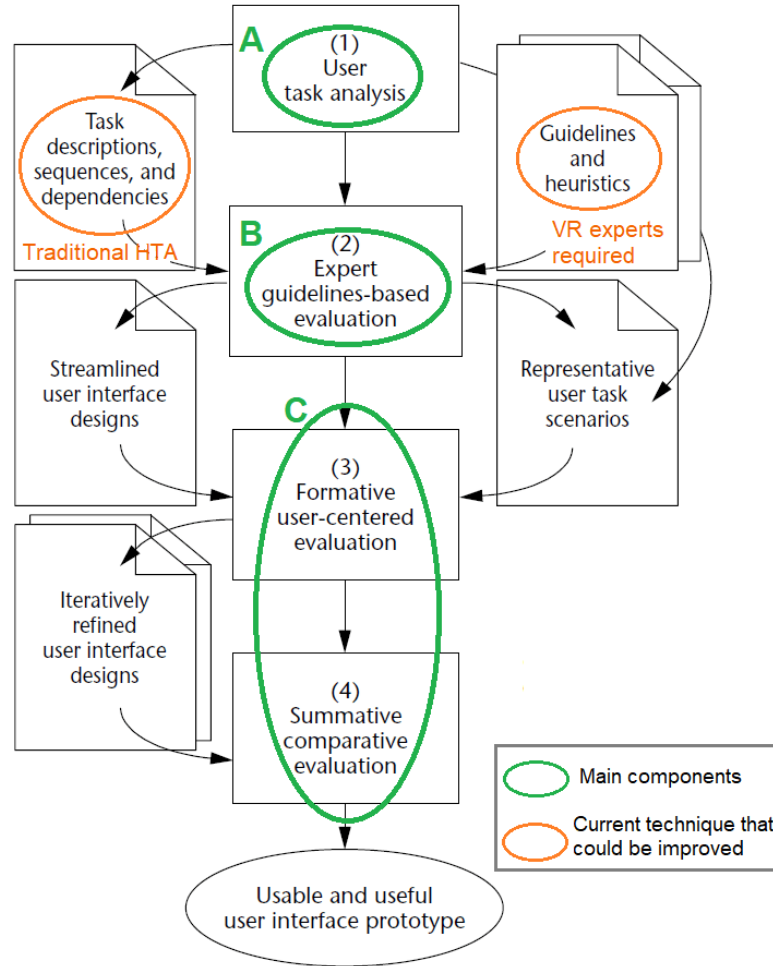 A
(1)
User
task analysis
Task
descriptions,
sequences, and
dependencies
Traditional HTA
Guidelines
and
heuristics
VR experts
required
B
(2)
Expert
guidelines-based
evaluation
Streamlined
user interface
designs
Representative
user task
scenarios
C
(3)
Formative
user-centered
evaluation
Iteratively
refined
user interface
designs
(4)
Summative
comparative
evaluation
Usable and useful
user interface prototype
Main components
Current technique that
could be improved